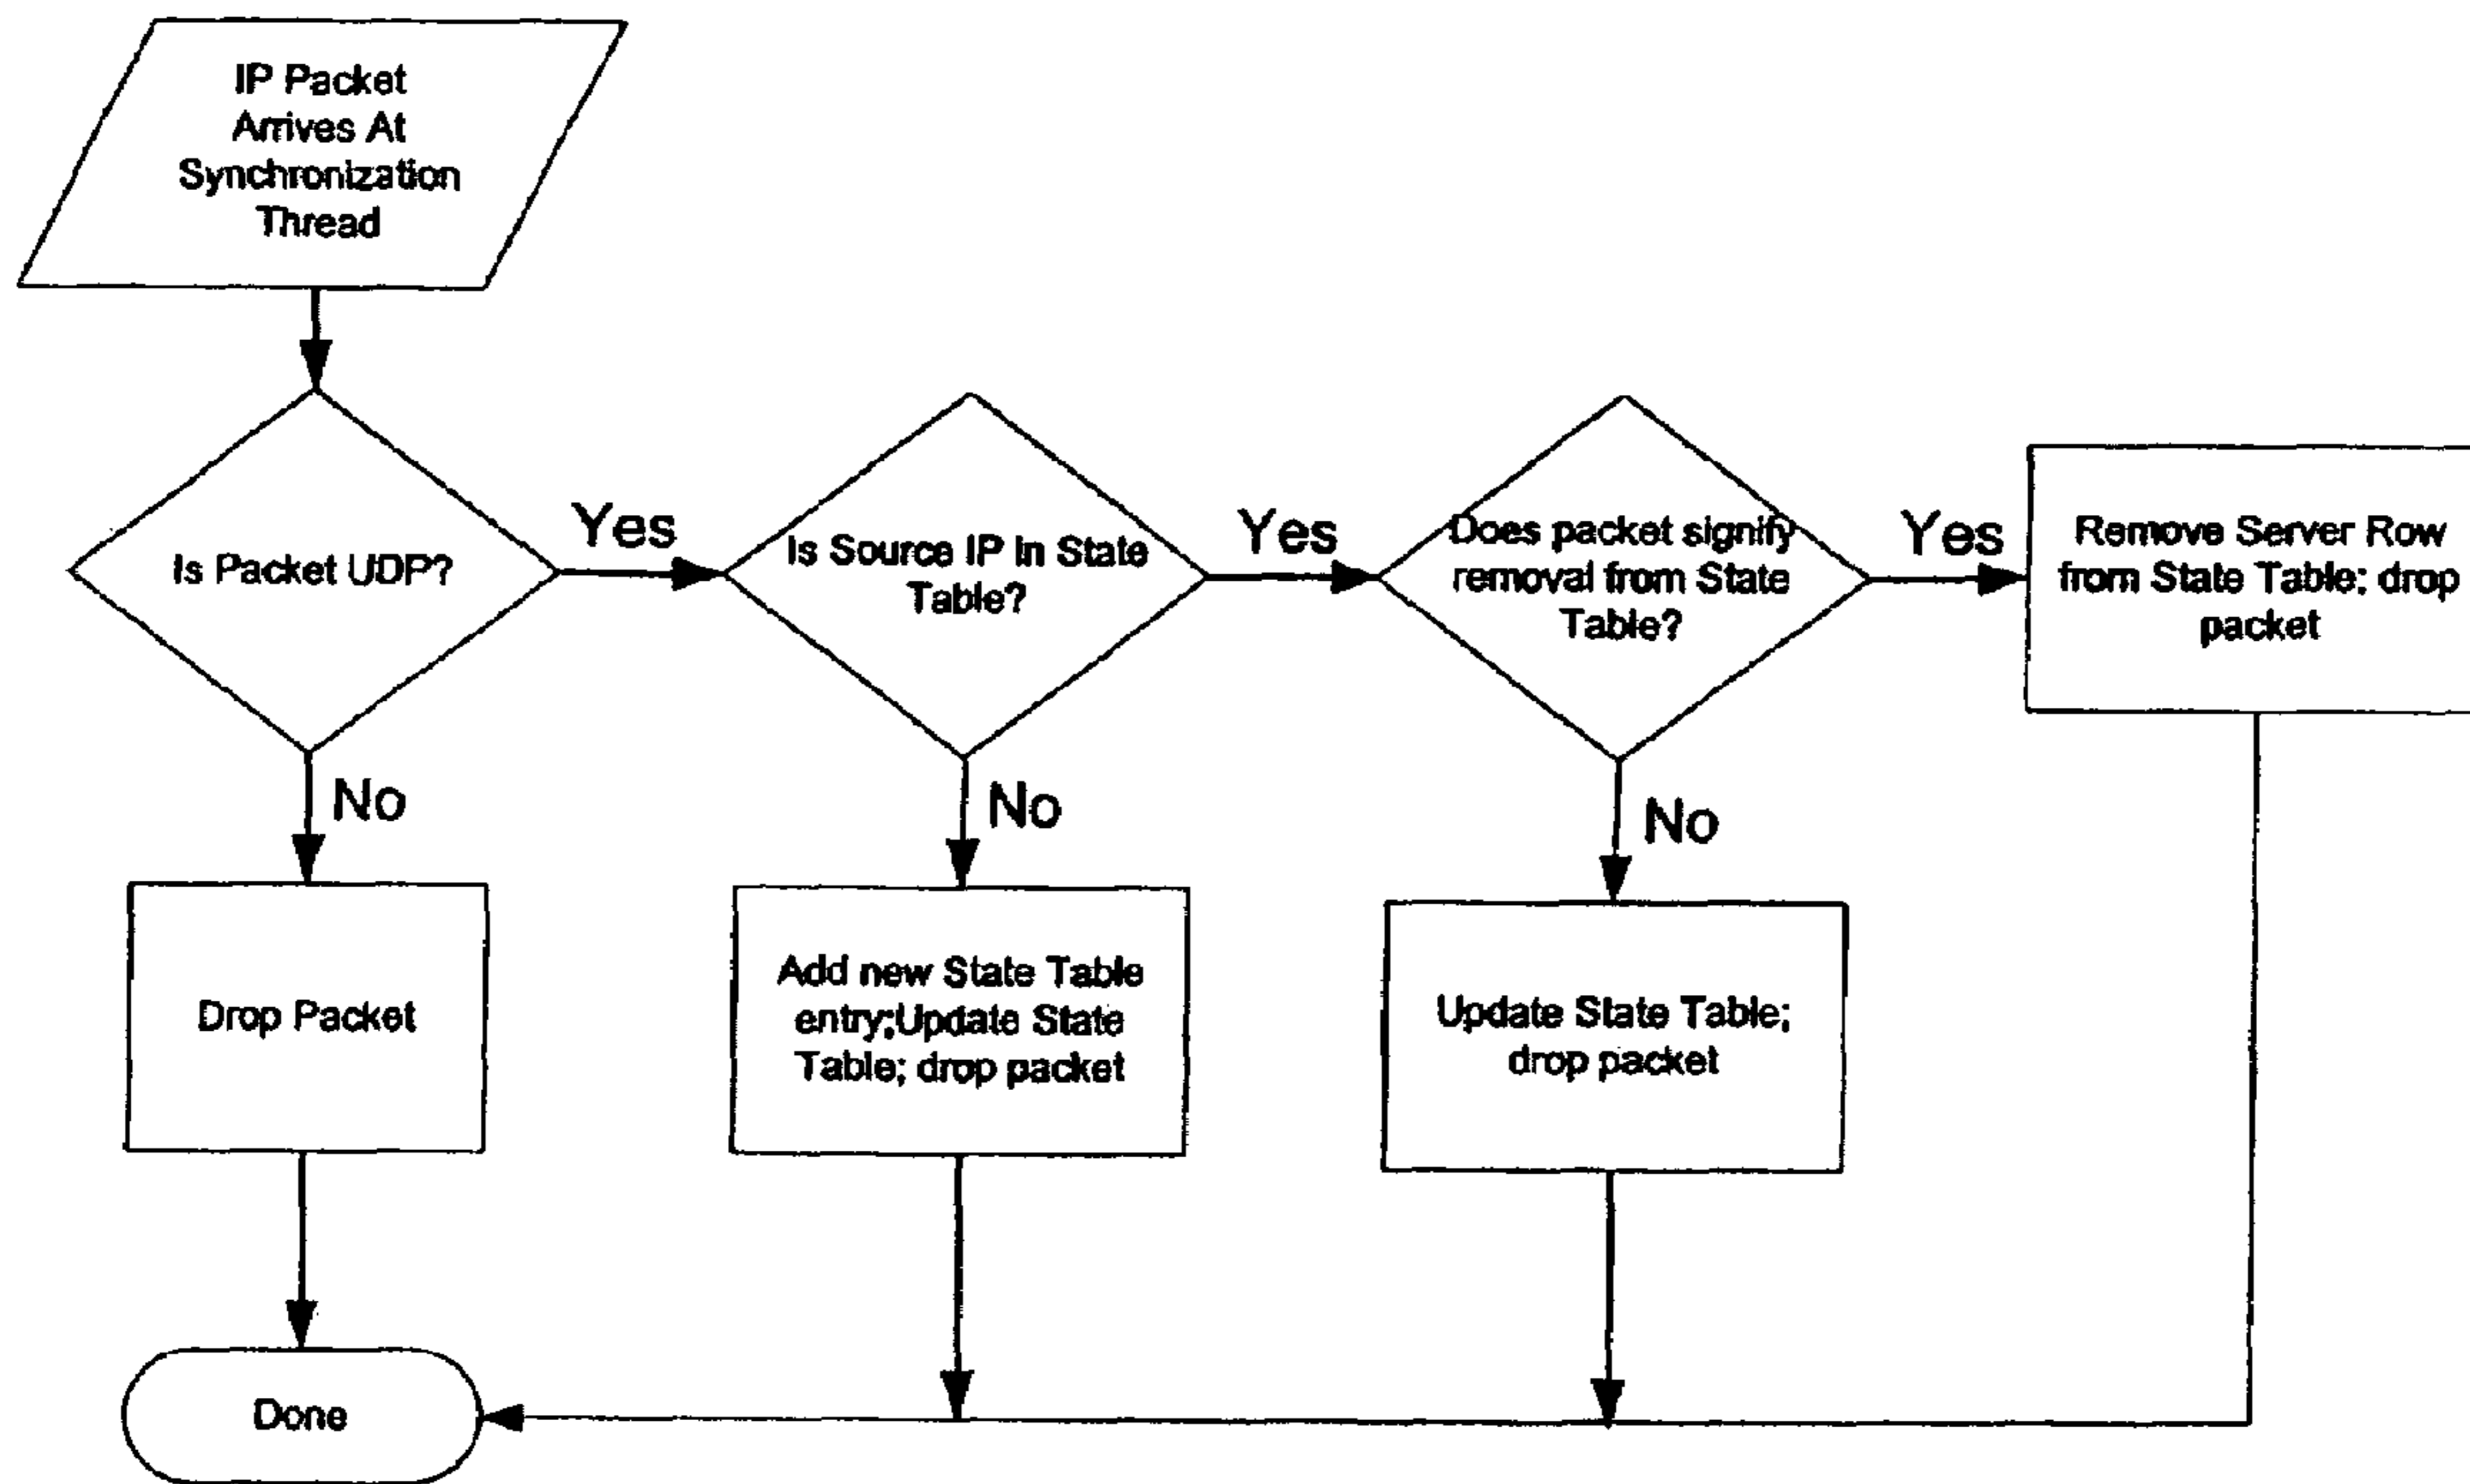 IP Packet
Arrives At
Synchronization
Thread
Is Packet UDP?
Yes
Is Source IP In State
Table?
Yes
Does packet signify
removal from State
Table?
Yes
Remove Server Row
from State Table; drop
packet
No
No
No
Drop Packet
Add new State Table
entry;Update State
Table; drop packet
Update State Table;
drop packet
Done